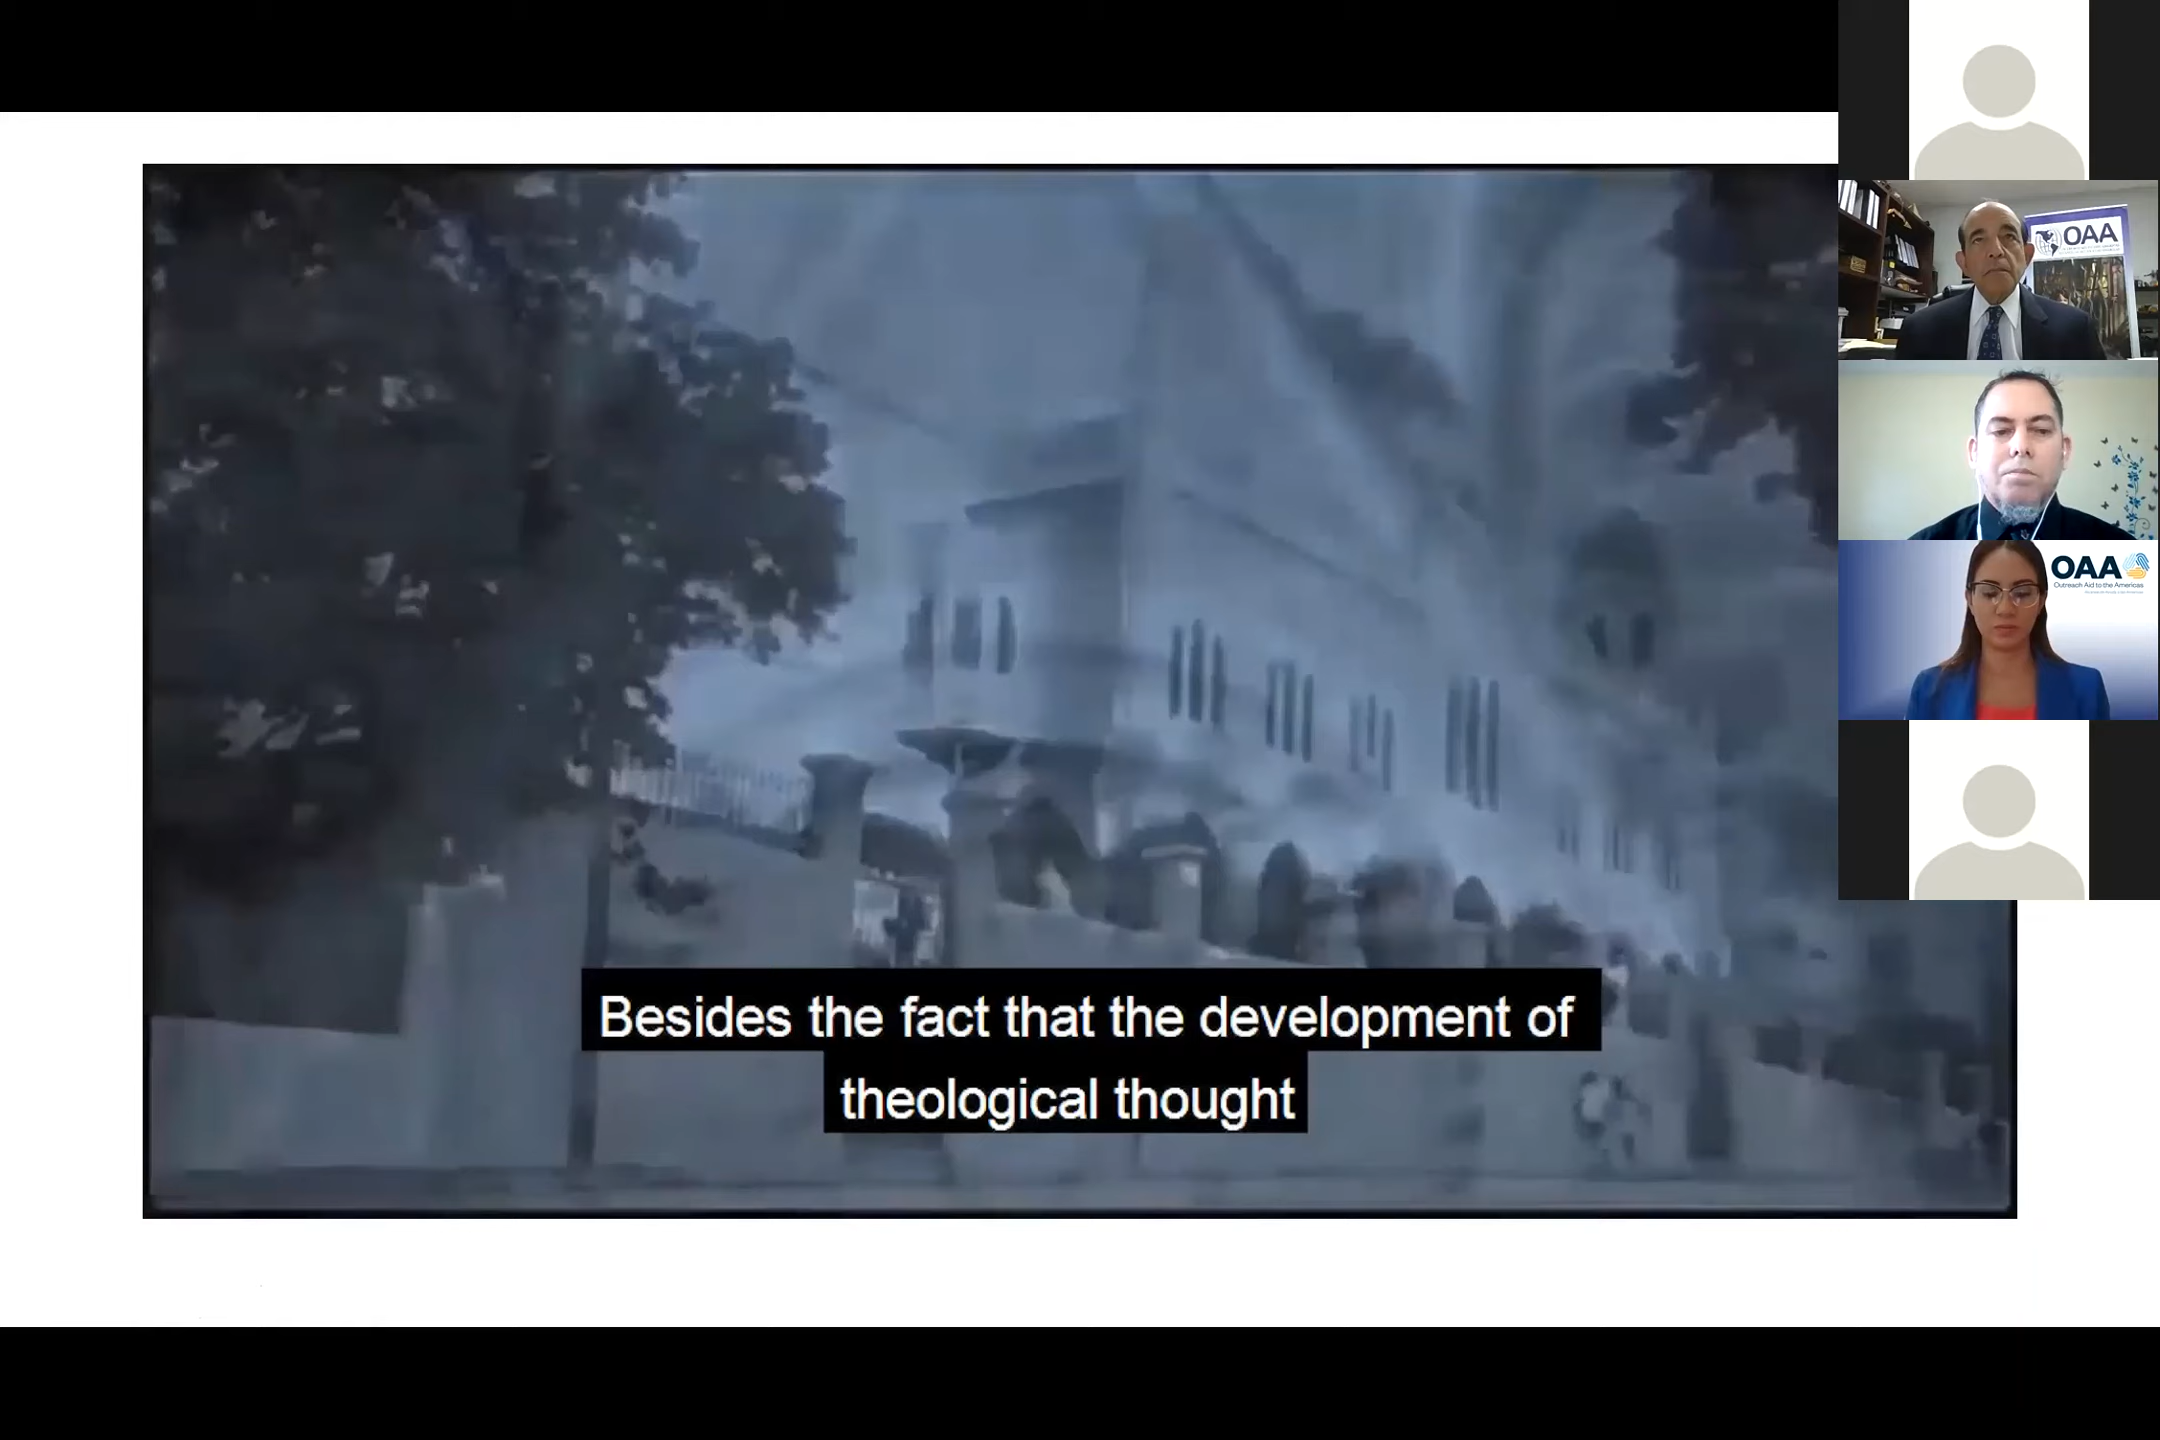 OAA
OAA
Outreach Aid to the Americas
Besides the fact that the development of
theological thought